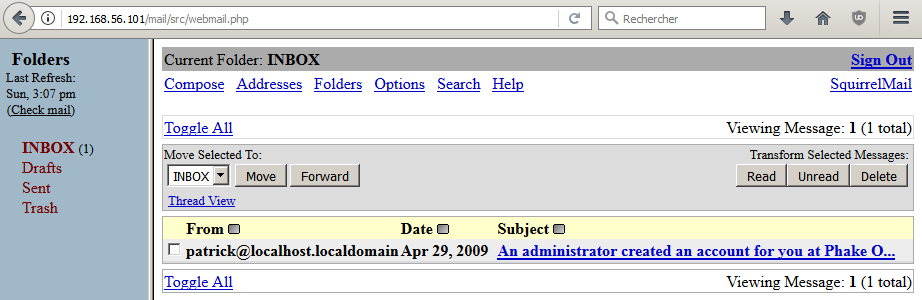 192.168.56.101/mail/src/webmail.php
Rechercher
Folders
Last Refresh:
Sun, 3:07 pm
(Check mail)
INBOX (1)
Drafts
Sent
Trash
Current Folder: INBOX Sign Out
Compose Addresses Folders Options Search Help SquirrelMail
Toggle All Viewing Message: 1 (1 total)
Move Selected To: Transform Selected Messages:
INBOX Move Forward Read Unread Delete
Thread View
From Date Subject
patrick@localhost.localdomain Apr 29, 2009 An administrator created an account for you at Phake O...
Toggle All Viewing Message: 1 (1 total)